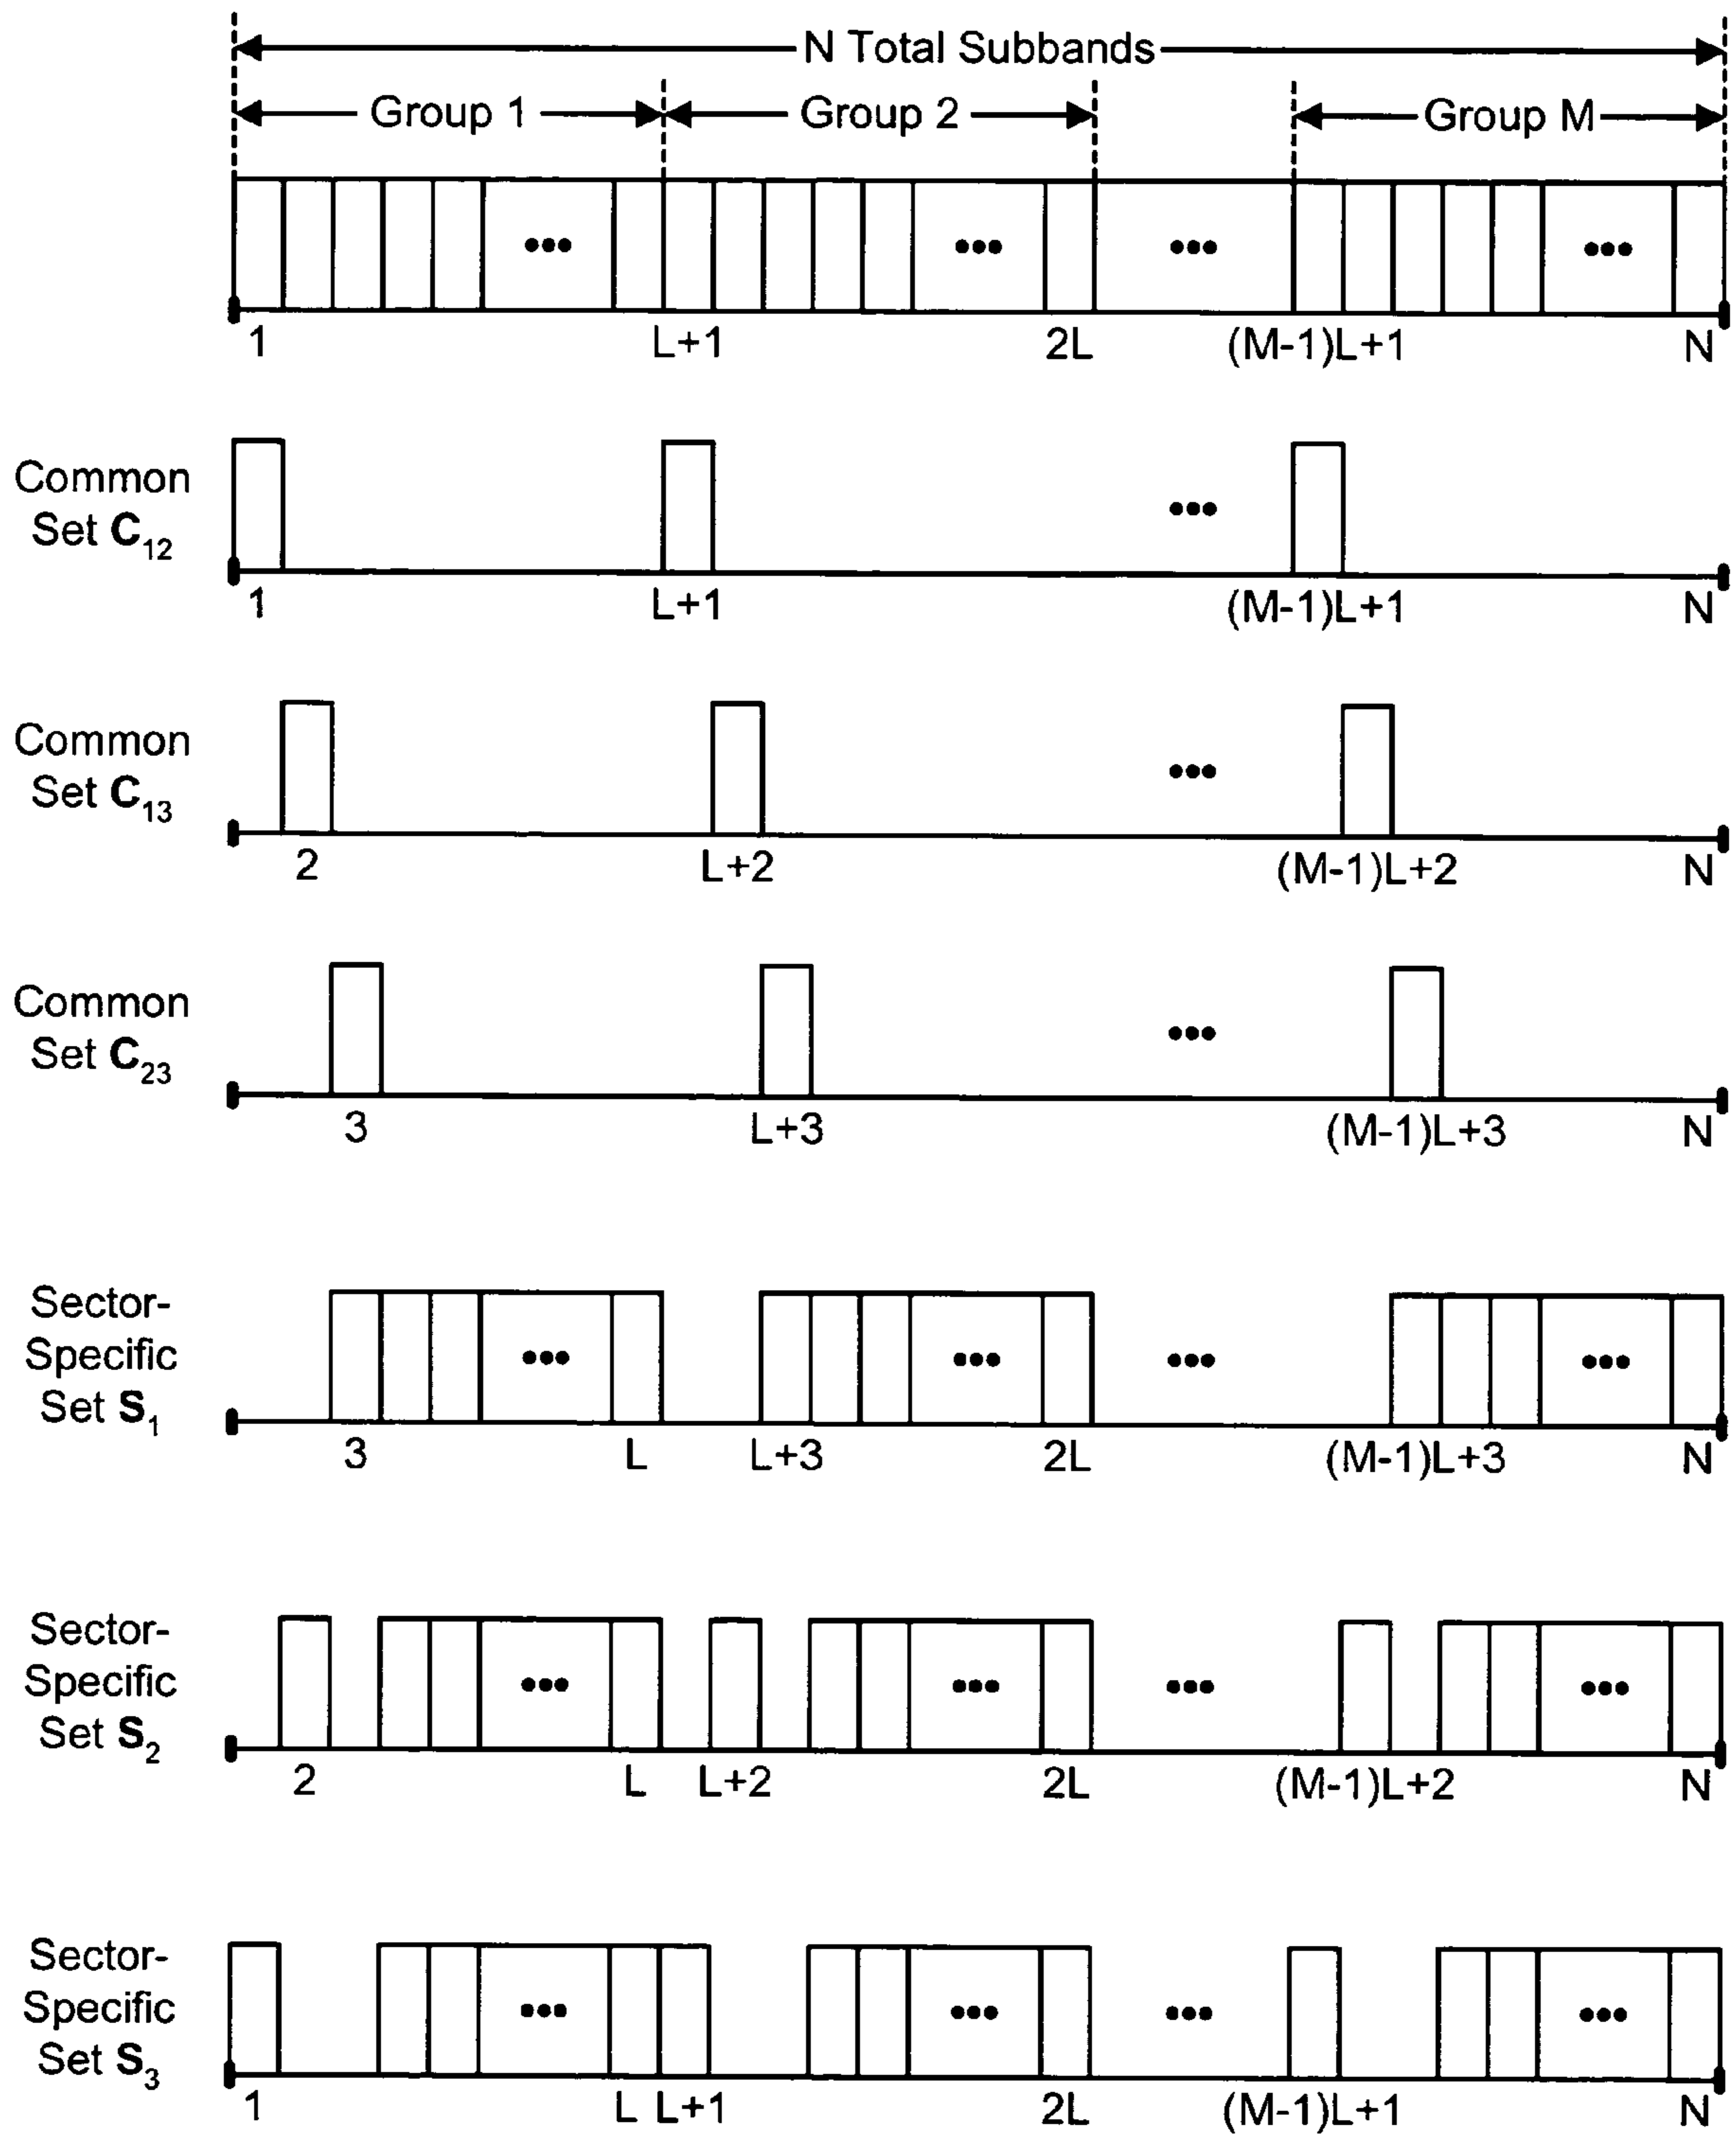 N Total Subbands
Group 1 Group 2 Group M
... ... ... ...
1 L+1 2L (M-1)L+1 N
Common
Set C12
...
1 L+1 (M-1)L+1 N
Common
Set C13
...
2 L+2 (M-1)L+2 N
Common
Set C23
...
3 L+3 (M-1)L+3 N
Sector-
Specific
Set S1
... ... ... ...
3 L L+3 2L (M-1)L+3 N
Sector-
Specific
Set S2
... ... ... ...
2 L L+2 2L (M-1)L+2 N
Sector-
Specific
Set S3
... ... ... ...
1 L L+1 2L (M-1)L+1 N